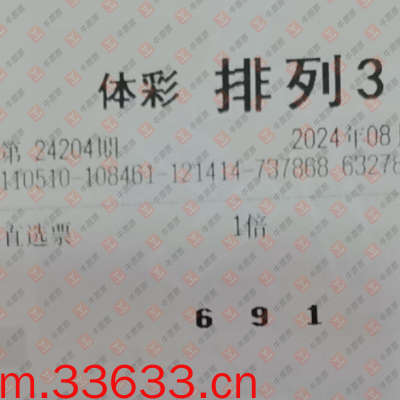 体彩 排列3
第 24204期 2024年08
110510-108461-121414-737868 63278
直选票 1倍
6 9 1
m.33633.cn